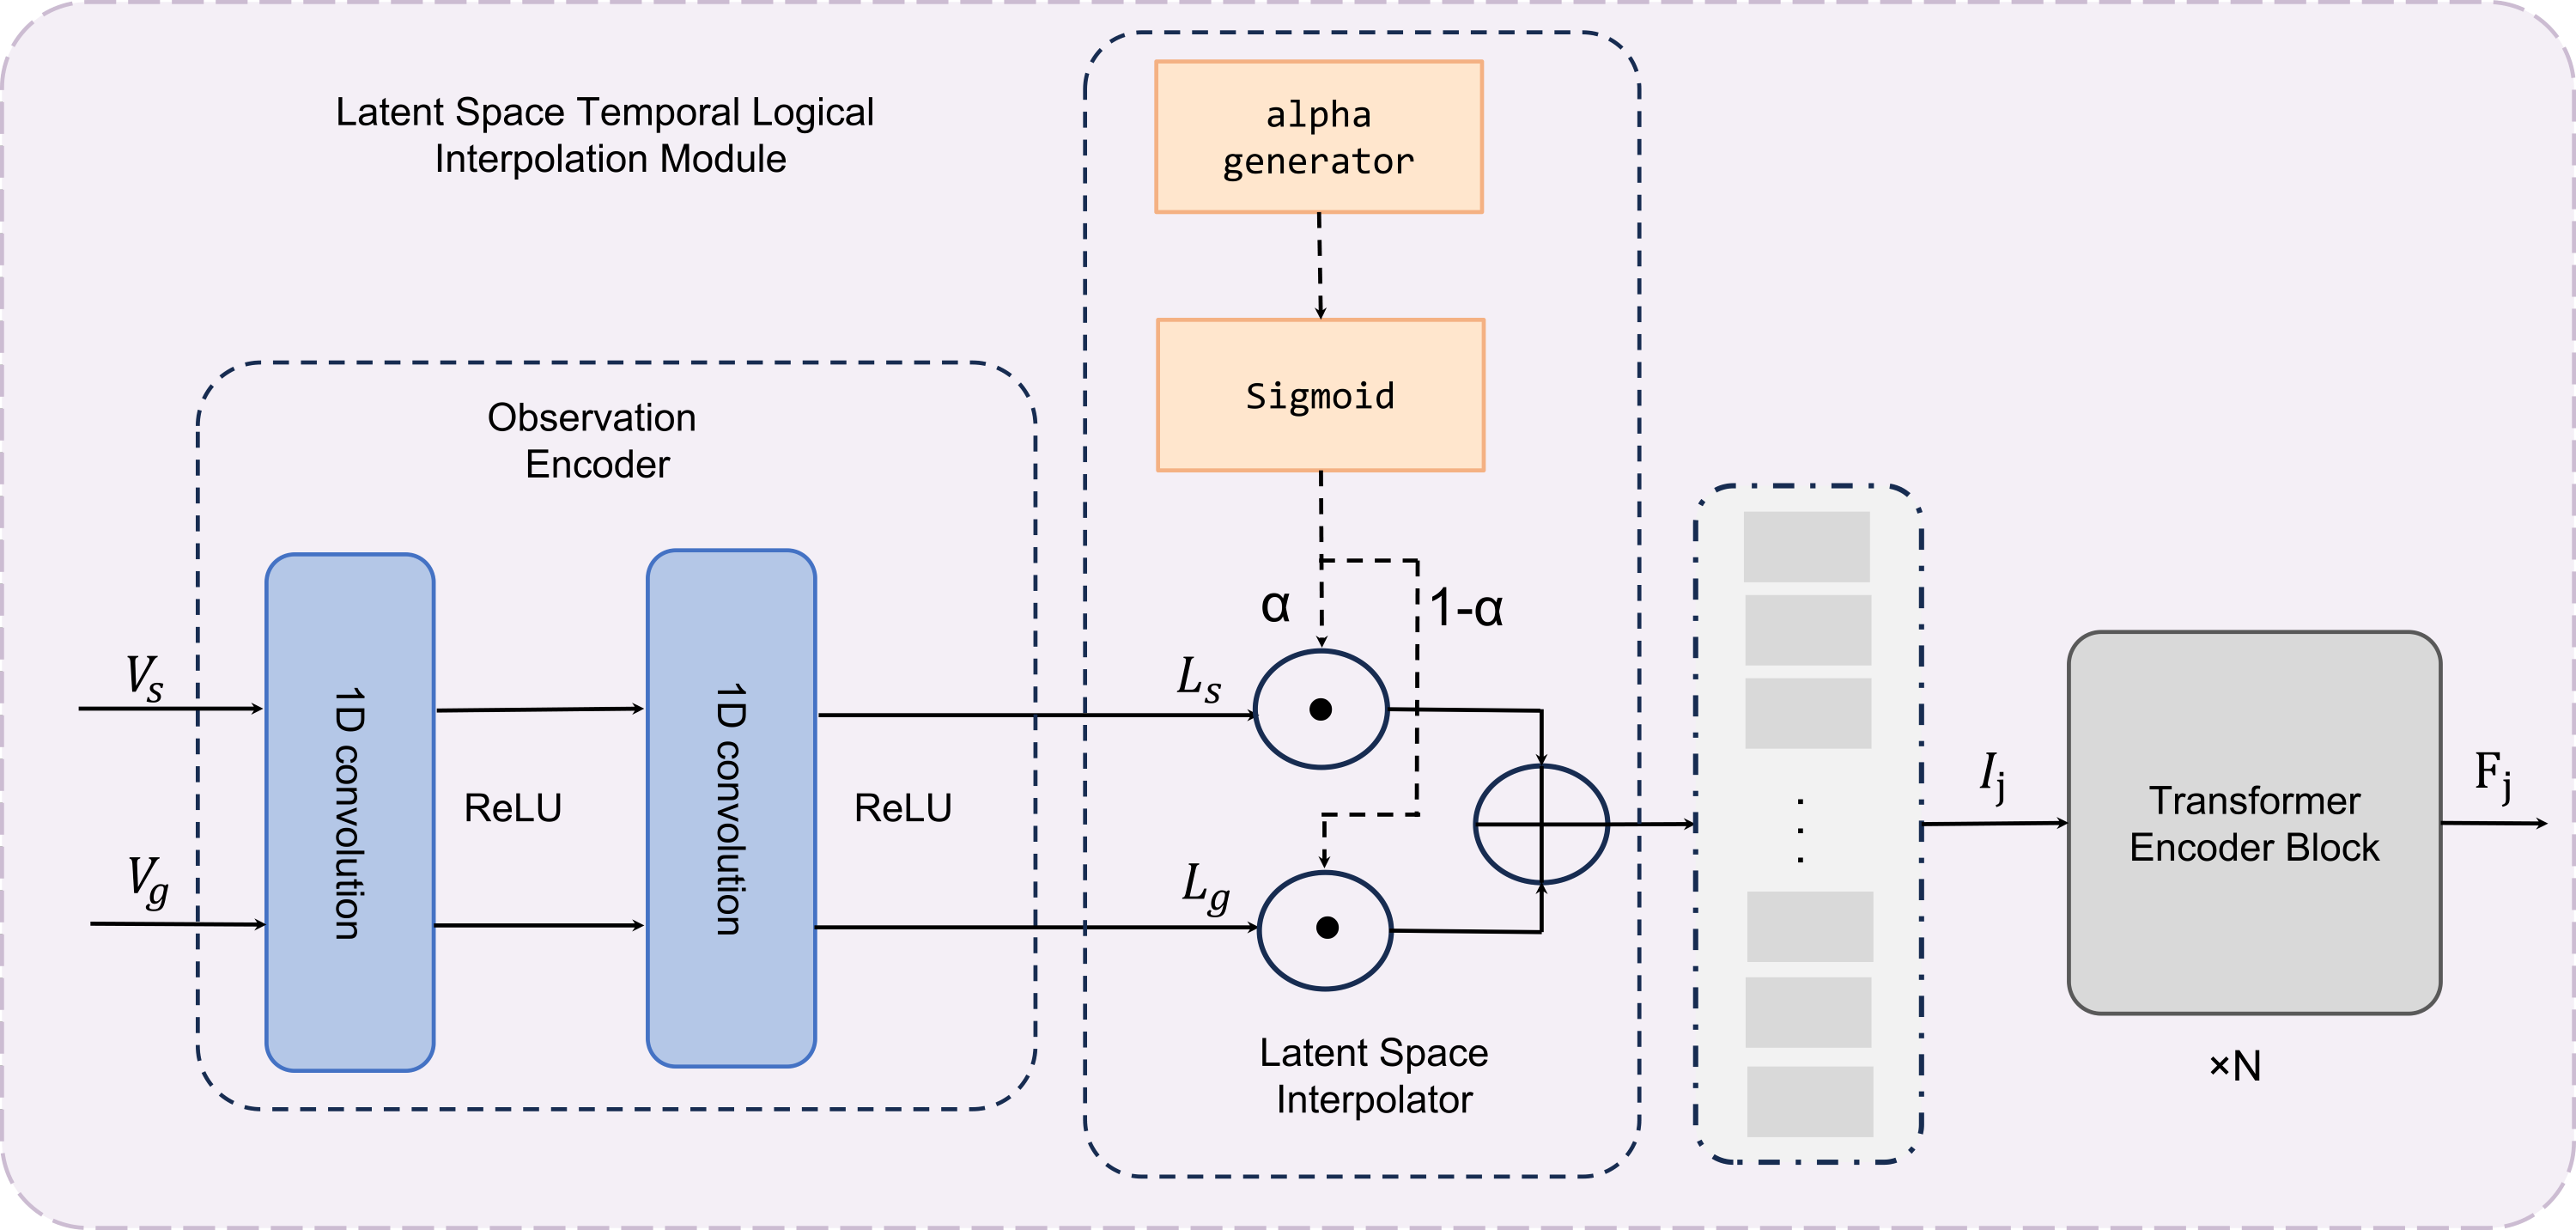 Latent Space Temporal Logical
Interpolation Module
alpha
generator
Sigmoid
Observation
Encoder
α
1-α
V_s
L_s
1D convolution
ReLU
1D convolution
ReLU
V_g
L_g
I_j
Transformer
Encoder Block
F_j
×N
Latent Space
Interpolator